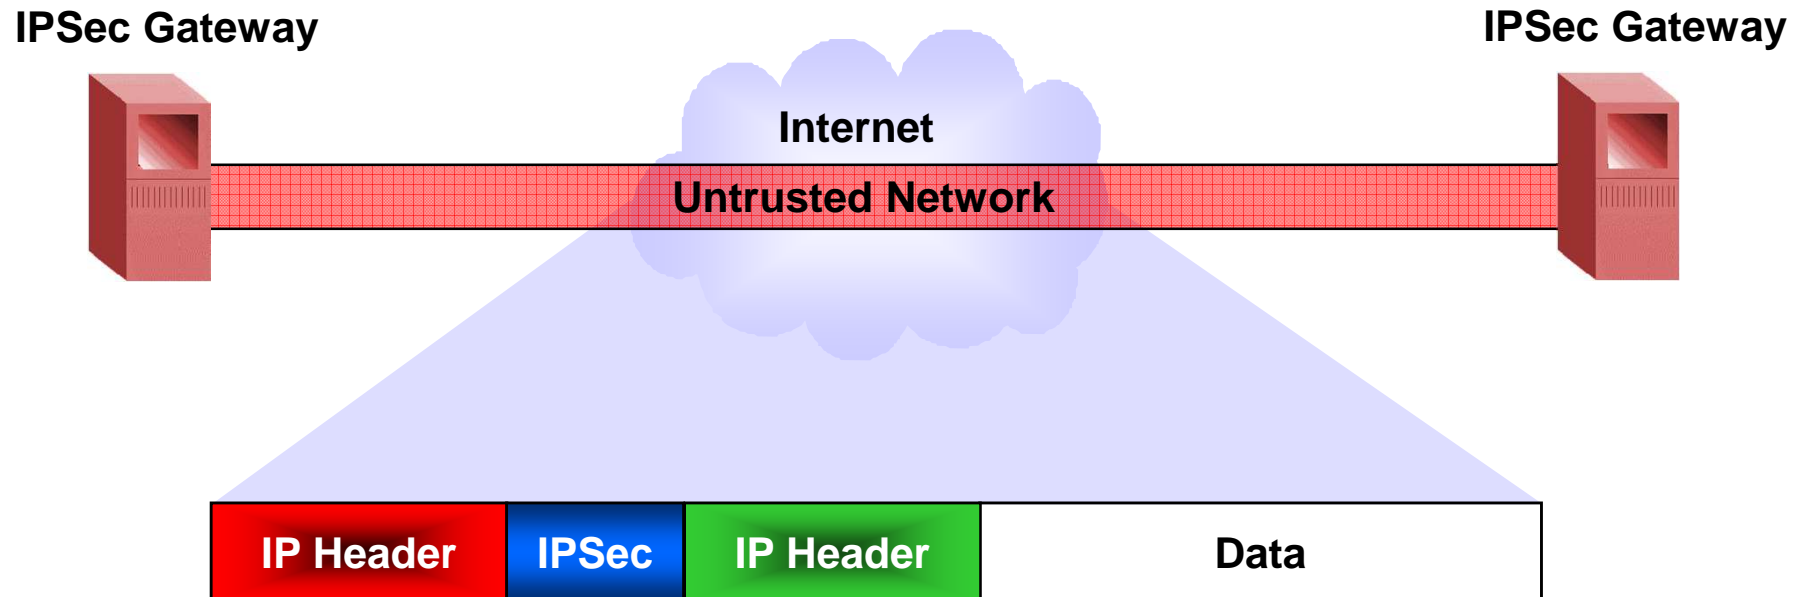 IPSec Gateway
IPSec Gateway
Internet
Untrusted Network
IP Header
IPSec
IP Header
Data